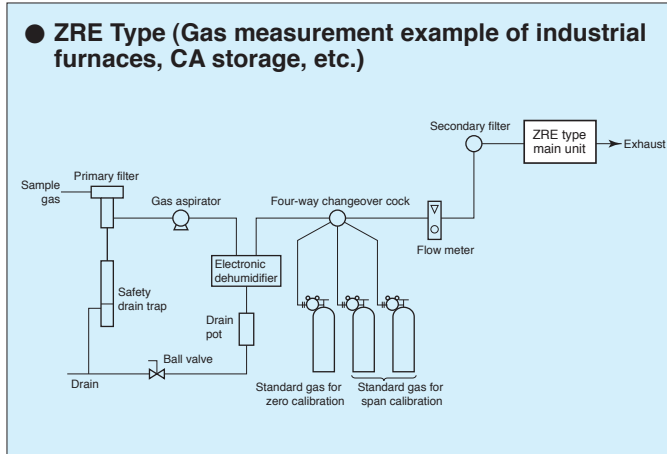 ● ZRE Type (Gas measurement example of industrial
furnaces, CA storage, etc.)
Secondary filter
ZRE type
main unit
Exhaust
Sample
gas
Primary filter
Gas aspirator
Four-way changeover cock
Flow meter
Electronic
dehumidifier
Safety
drain trap
Drain
pot
Ball valve
Drain
Standard gas for
zero calibration
Standard gas for
span calibration